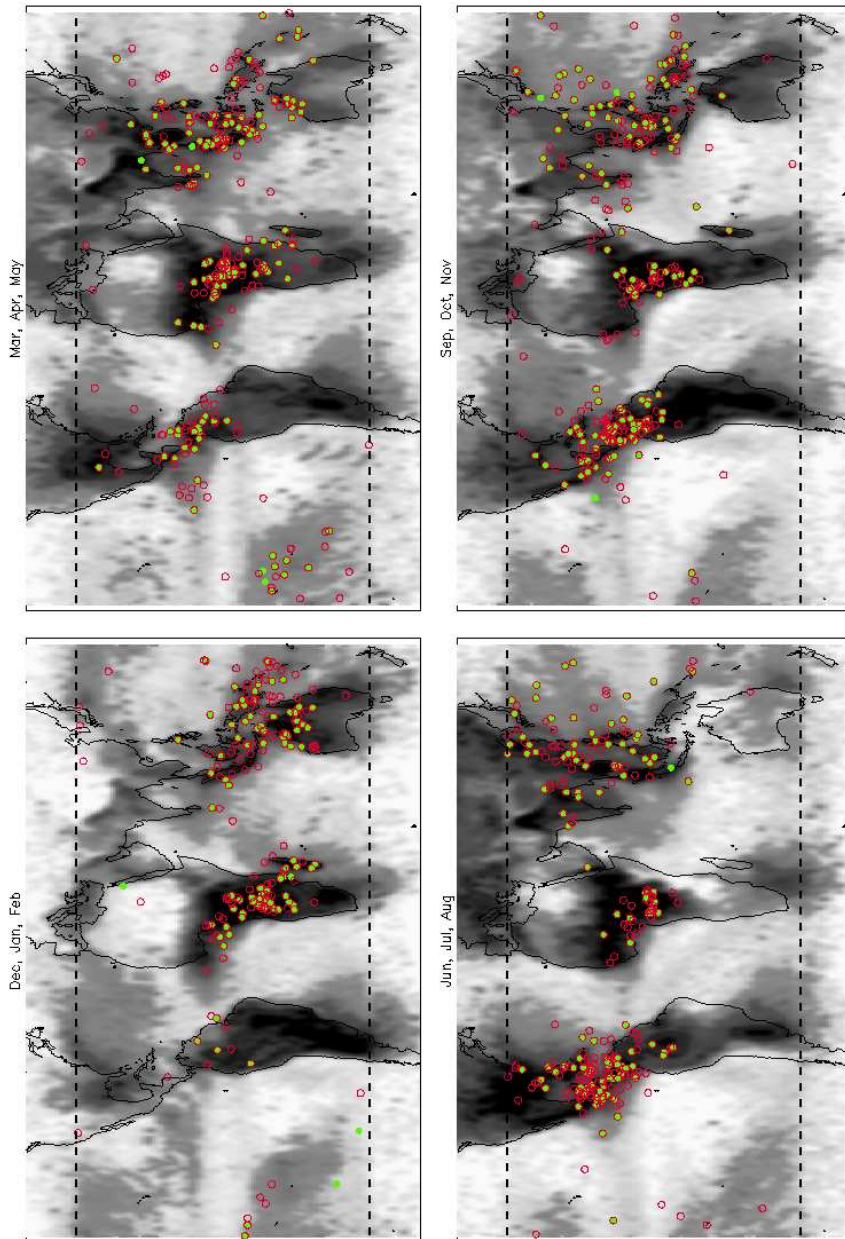 Dec, Jan, Feb
Mar, Apr, May
Jun, Jul, Aug
Sep, Oct, Nov